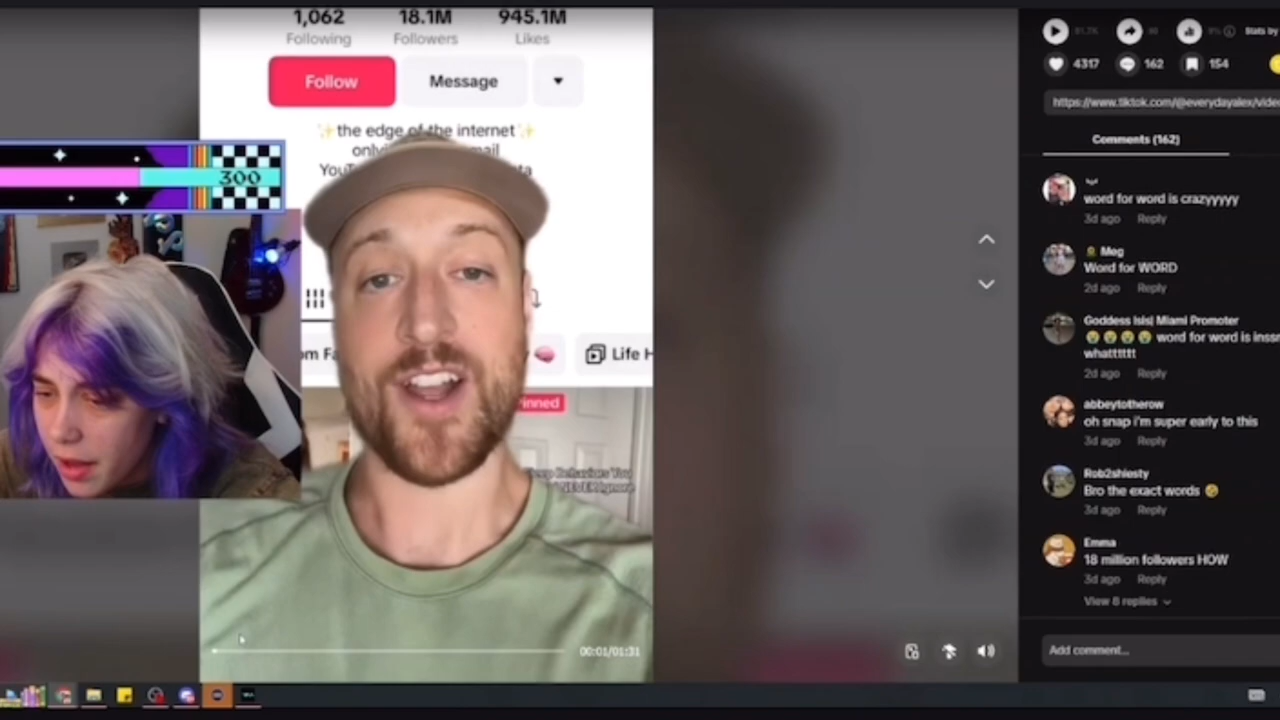 1,062
18.1M
945.1M
Following
Followers
Likes
Follow
Message
✨the edge of the internet✨
300
Life H
inned
00:01/01:31
Stats by
4317
162
154
https://www.tiktok.com/@everydayalex/vide
Comments (162)
word for word is crazyyyyy
3d ago Reply
Meg
Word for WORD
2d ago Reply
Goddess Isis| Miami Promoter
😭😭😭😭 word for word is inssn
whatttttt
2d ago Reply
abbeytotherow
oh snap i'm super early to this
3d ago Reply
Rob2shiesty
Bro the exact words 🤣
3d ago Reply
Emma
18 million followers HOW
3d ago Reply
View 8 replies
Add comment...